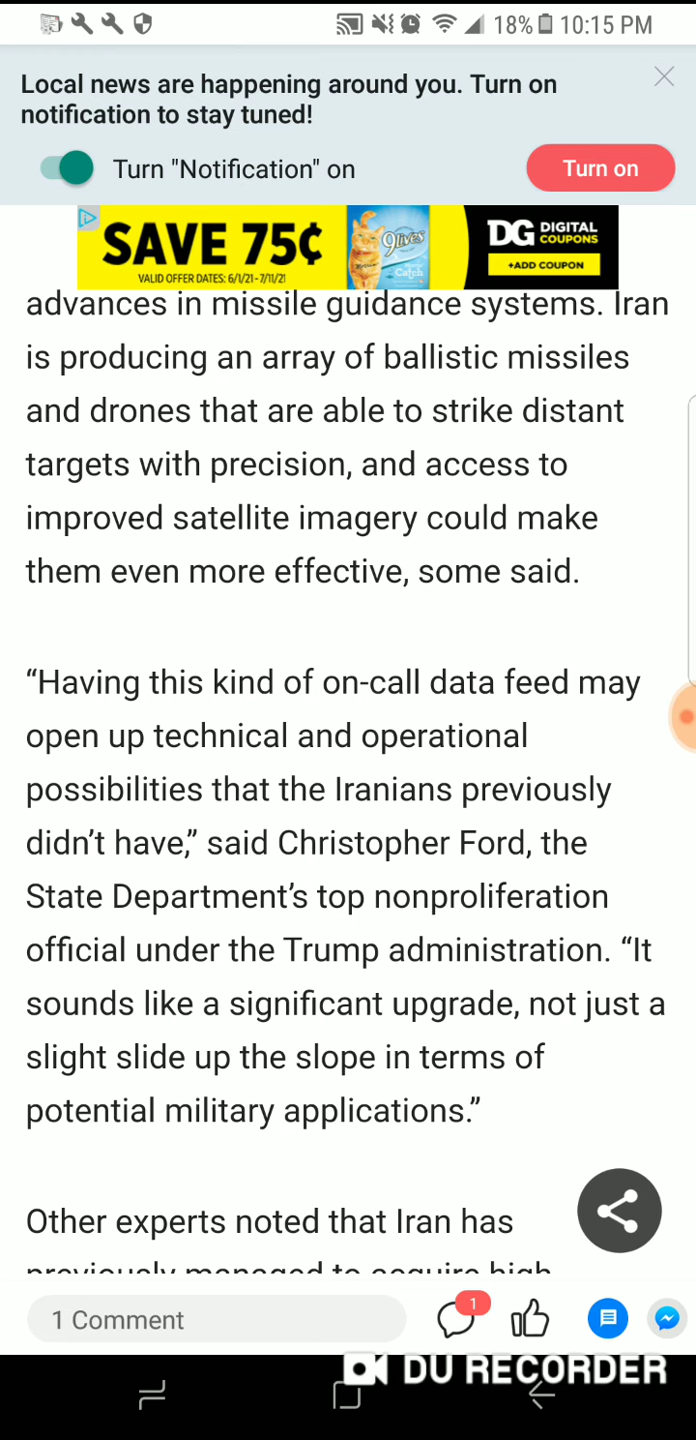 18% 10:15 PM
Local news are happening around you. Turn on
notification to stay tuned!
Turn "Notification" on
Turn on
SAVE 75¢
VALID OFFER DATES: 6/1/21-7/11/21
9Lives
Catch
DG DIGITAL
COUPONS
+ADD COUPON
advances in missile guidance systems. Iran
is producing an array of ballistic missiles
and drones that are able to strike distant
targets with precision, and access to
improved satellite imagery could make
them even more effective, some said.
“Having this kind of on-call data feed may
open up technical and operational
possibilities that the Iranians previously
didn’t have,” said Christopher Ford, the
State Department’s top nonproliferation
official under the Trump administration. “It
sounds like a significant upgrade, not just a
slight slide up the slope in terms of
potential military applications.”
Other experts noted that Iran has
previously managed to acquire high
1 Comment
1
DU RECORDER